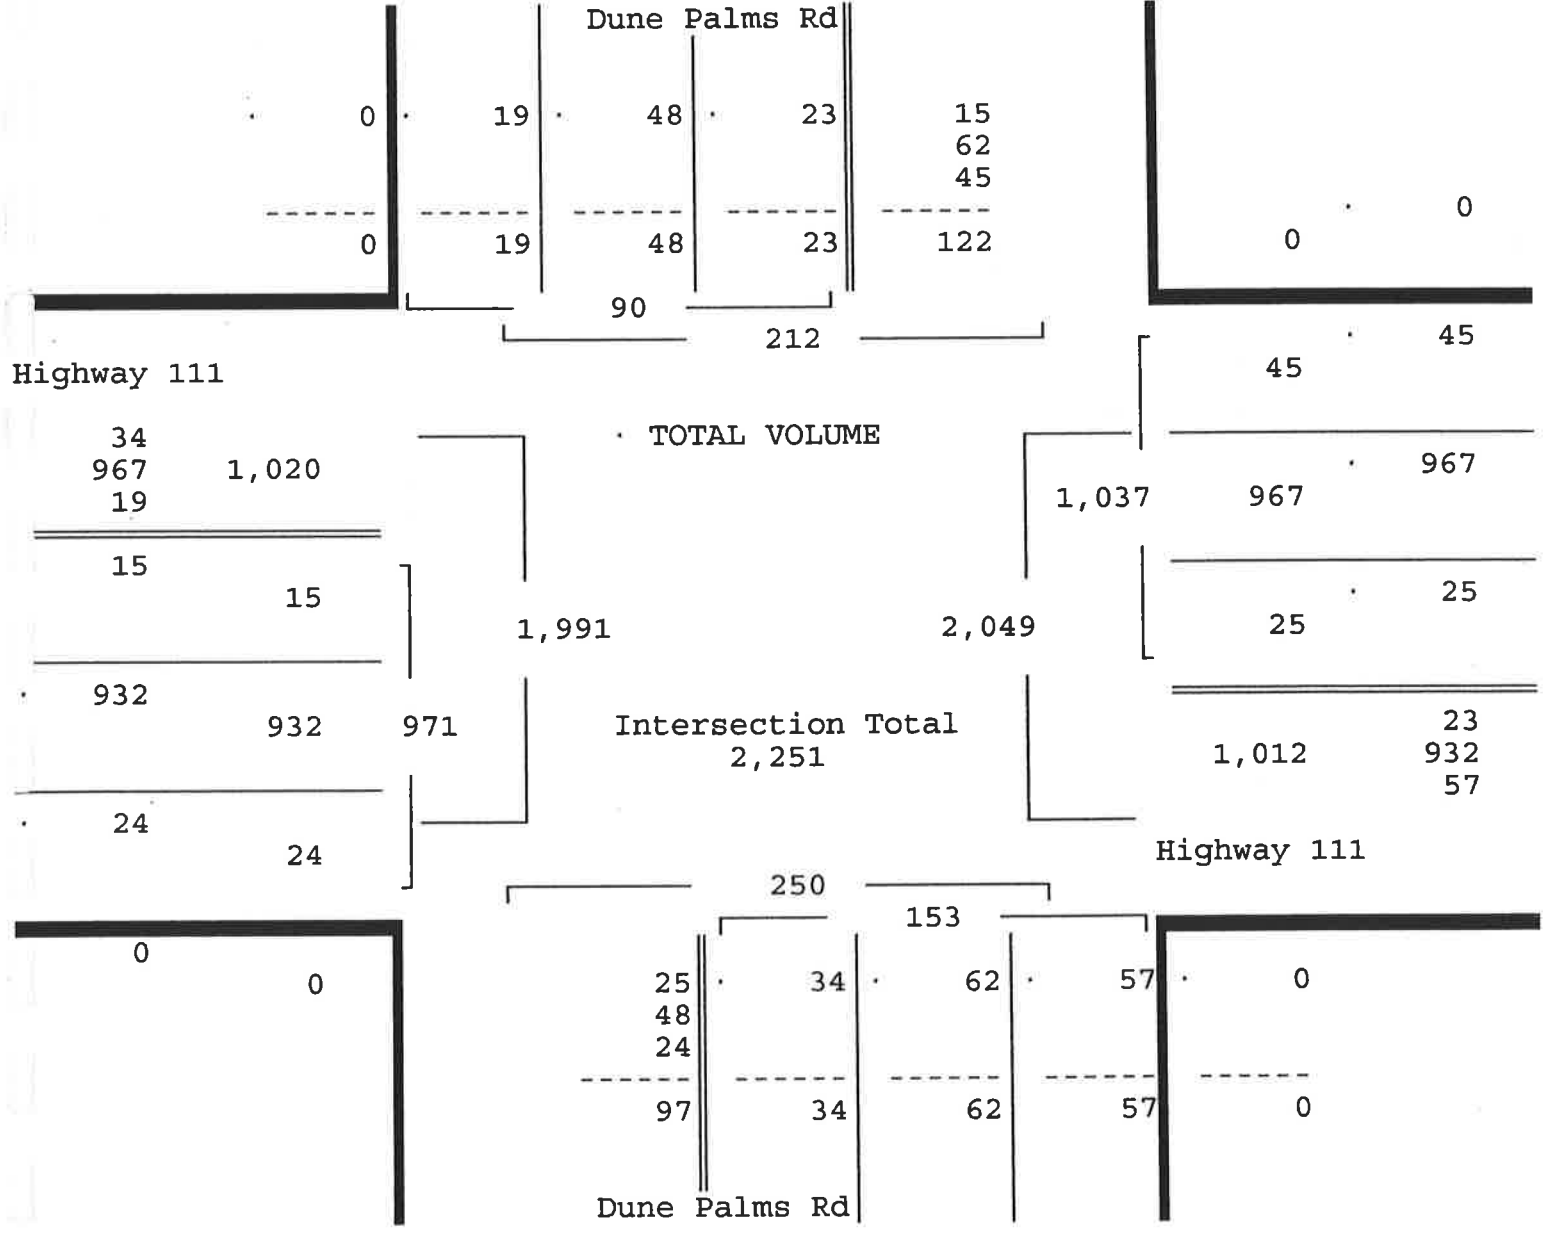 Dune Palms Rd
0 19 48 23 15
62
45
0
0 19 48 23 122
0
90
212
45
45
Highway 111
34
TOTAL VOLUME
967 1,020
967
19
1,037 967
15
15
25
1,991 2,049 25
932
932 971
Intersection Total
23
2,251
1,012 932
57
24
24
Highway 111
250
153
0
0
25 34 62 57 0
48
24
97 34 62 57 0
Dune Palms Rd